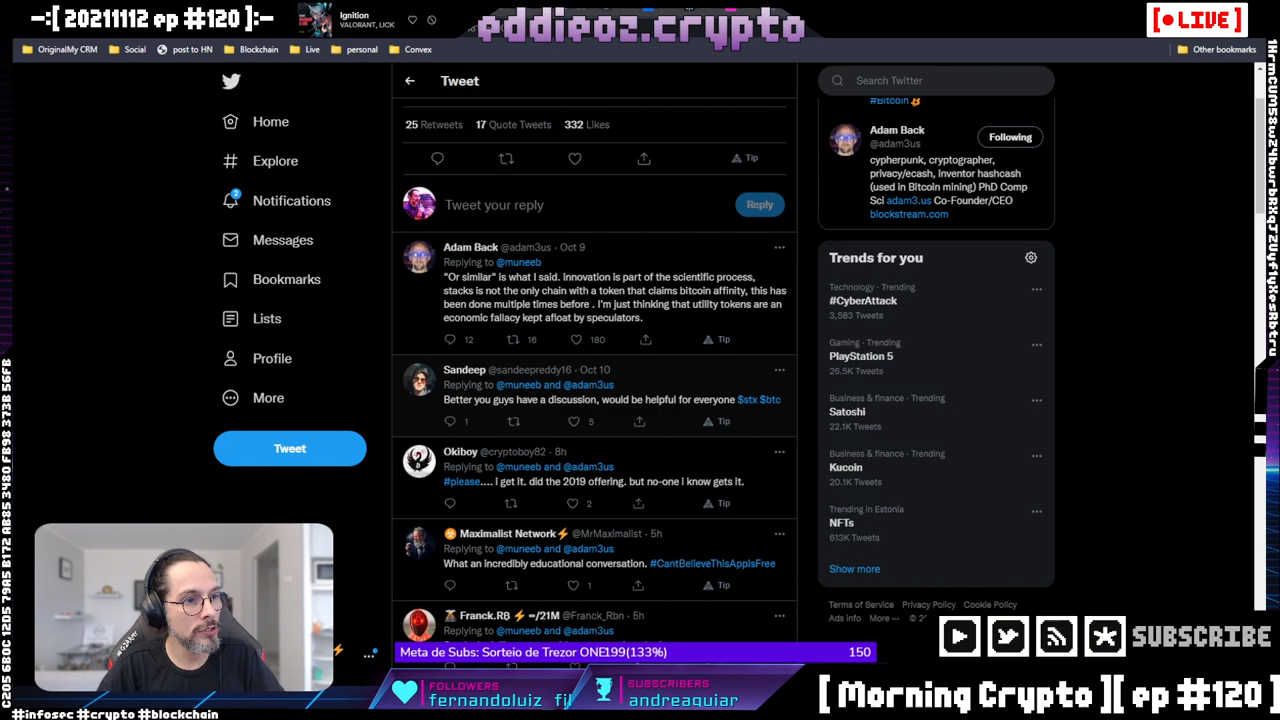 -:[ 20211112 ep #120 ]:-
Ignition
VALORANT, LICK
eddieoz.crypto
[●LIVE]
OriginalMy CRM
Social
post to HN
Blockchain
Live
personal
Convex
Other bookmarks
Home
Explore
2
Notifications
Messages
Bookmarks
Lists
Profile
More
Tweet
Tweet
25 Retweets 17 Quote Tweets 332 Likes
Tip
Tweet your reply
Reply
Adam Back @adam3us · Oct 9
Replying to @muneeb
"Or similar" is what I said. innovation is part of the scientific process,
stacks is not the only chain with a token that claims bitcoin affinity, this has
been done multiple times before . I'm just thinking that utility tokens are an
economic fallacy kept afloat by speculators.
12 16 180 Tip
Sandeep @sandeepreddy16 · Oct 10
Replying to @muneeb and @adam3us
Better you guys have a discussion, would be helpful for everyone $stx $btc
1 5 Tip
Okiboy @cryptoboy82 · 8h
Replying to @muneeb and @adam3us
#please.... i get it. did the 2019 offering. but no-one i know gets it.
2 Tip
Maximalist Network⚡ @MrMaximalist · 5h
Replying to @muneeb and @adam3us
What an incredibly educational conversation. #CantBelieveThisAppIsFree
1 Tip
Franck.RB ⚡ ∞/21M @Franck_Rbn · 5h
Replying to @muneeb and @adam3us
Search Twitter
#Bitcoin
Adam Back
@adam3us
Following
cypherpunk, cryptographer,
privacy/ecash, inventor hashcash
(used in Bitcoin mining) PhD Comp
Sci adam3.us Co-Founder/CEO
blockstream.com
Trends for you
Technology · Trending
#CyberAttack
3,583 Tweets
Gaming · Trending
PlayStation 5
26.5K Tweets
Business & finance · Trending
Satoshi
22.1K Tweets
Business & finance · Trending
Kucoin
20.1K Tweets
Trending in Estonia
NFTs
613K Tweets
Show more
Terms of Service Privacy Policy Cookie Policy
Ads info More ···
SUBSCRIBE
Meta de Subs: Sorteio de Trezor ONE199(133%) 150
FOLLOWERS
fernandoluiz_fil
SUBSCRIBERS
andreaguiar
[ Morning Crypto ][ ep #120 ]
#infosec #crypto #blockchain